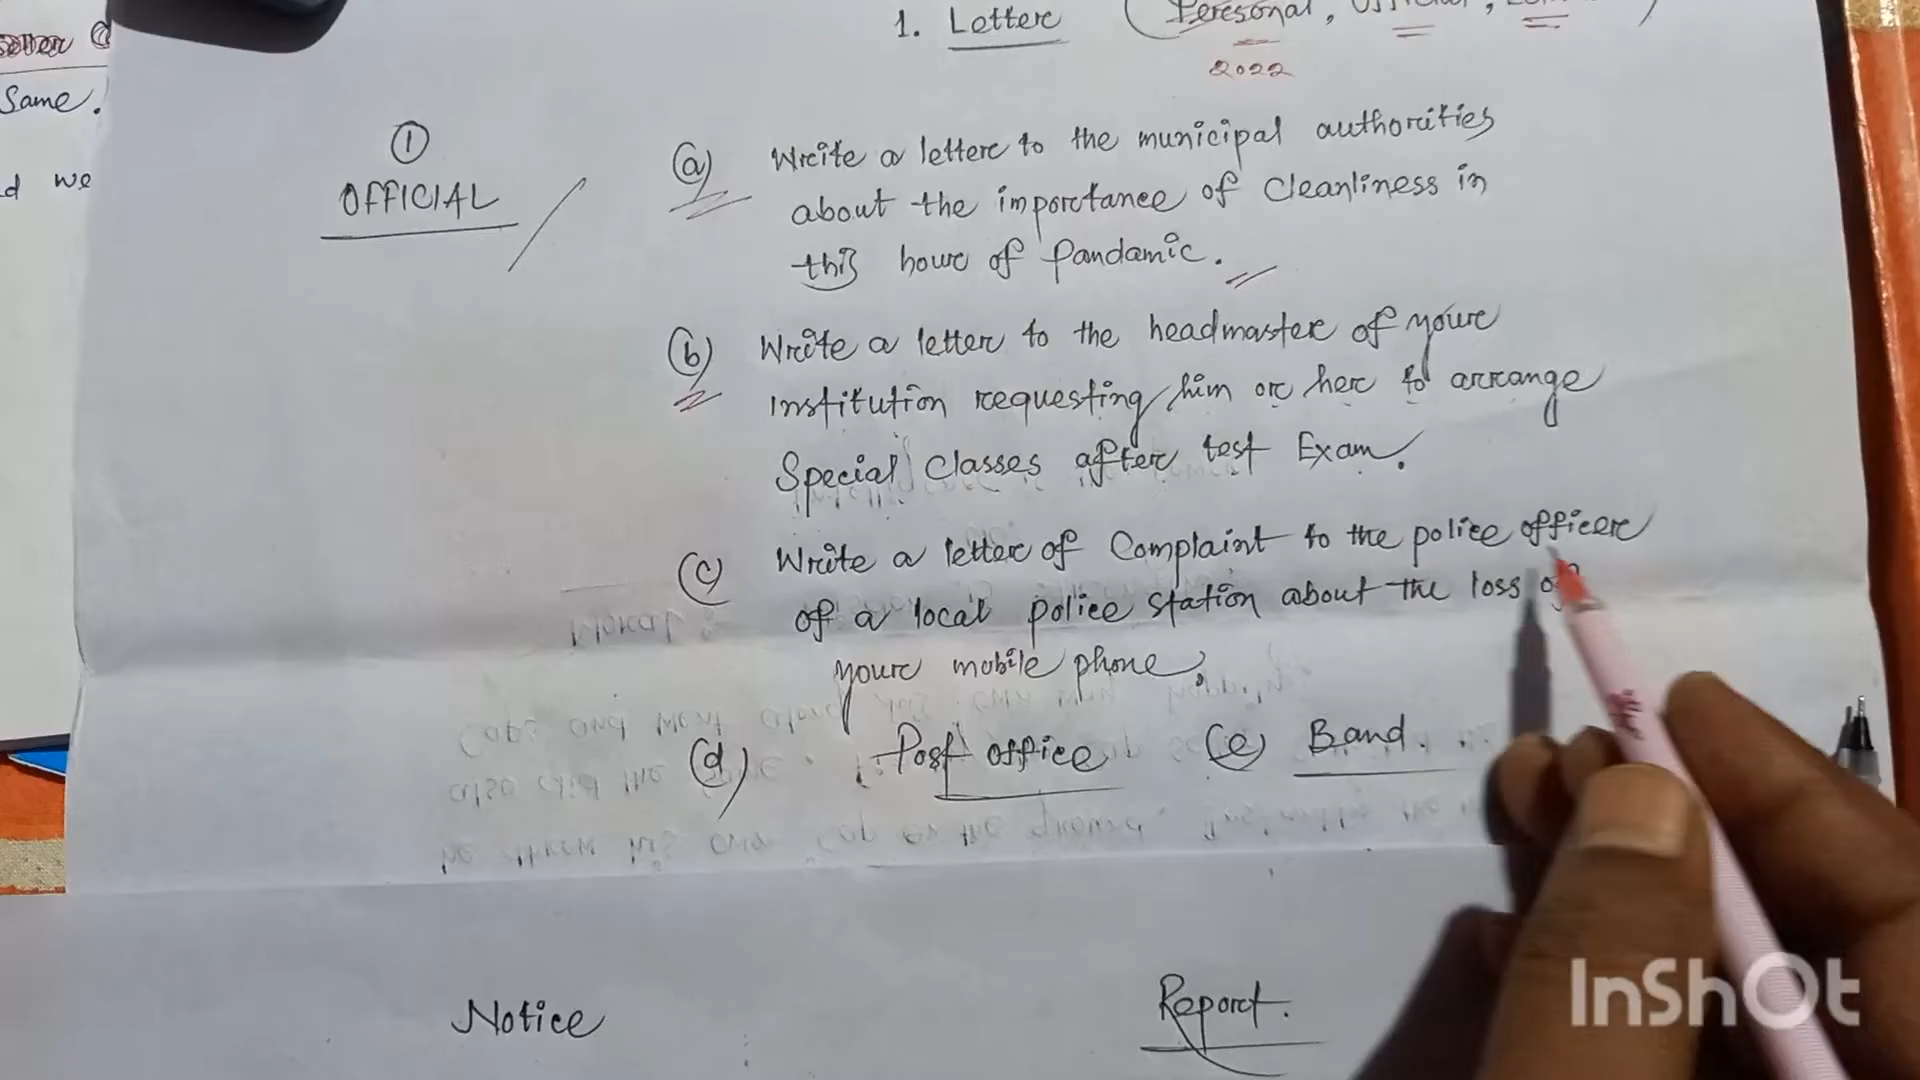 Same.
d we
1. Letter (Personal,
2022
①
OFFICIAL
(a) Write a letter to the municipal authorities
about the importance of Cleanliness in
this hour of Pandamic.
(b) Write a letter to the headmaster of your
institution requesting him or her to arrange
Special Classes after test Exam.
(c) Write a letter of Complaint to the police officer
of a local police station about the loss of
your mobile phone.
(d) Post office (e) Band.
Notice Report.
InShOt